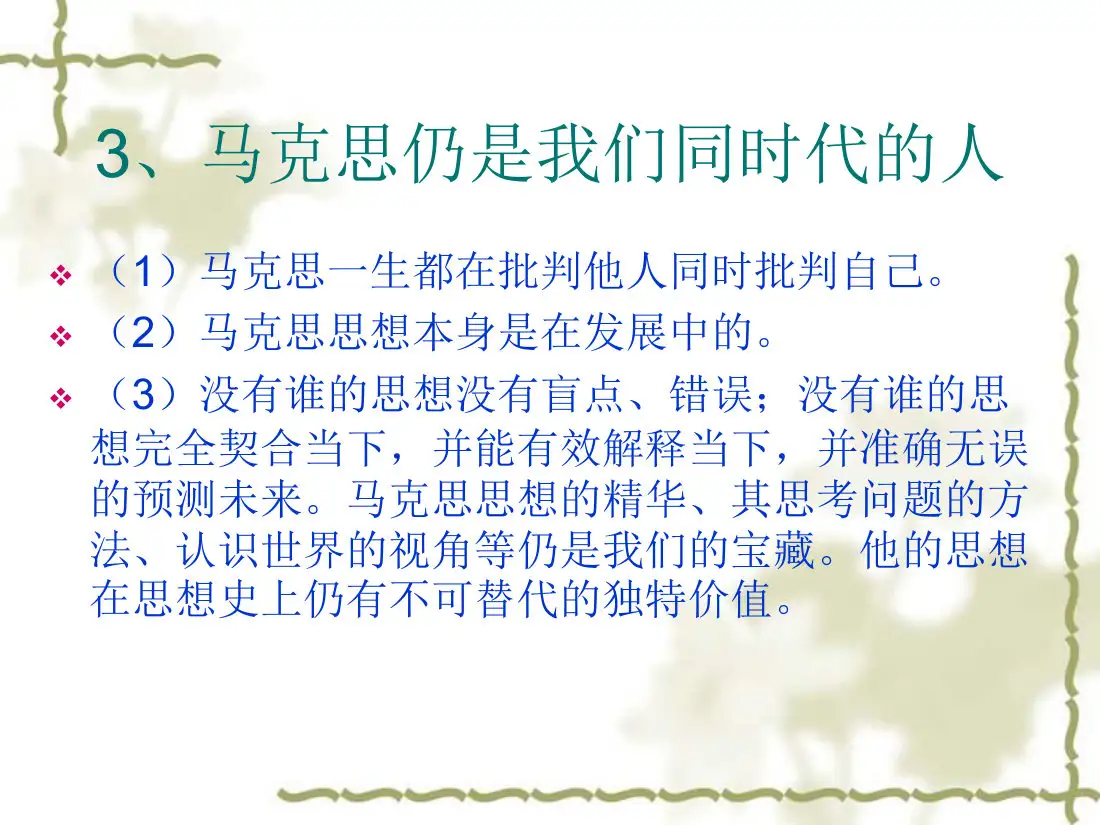 3、马克思仍是我们同时代的人
（1）马克思一生都在批判他人同时批判自己。
（2）马克思思想本身是在发展中的。
（3）没有谁的思想没有盲点、错误；没有谁的思
想完全契合当下，并能有效解释当下，并准确无误
的预测未来。马克思思想的精华、其思考问题的方
法、认识世界的视角等仍是我们的宝藏。他的思想
在思想史上仍有不可替代的独特价值。